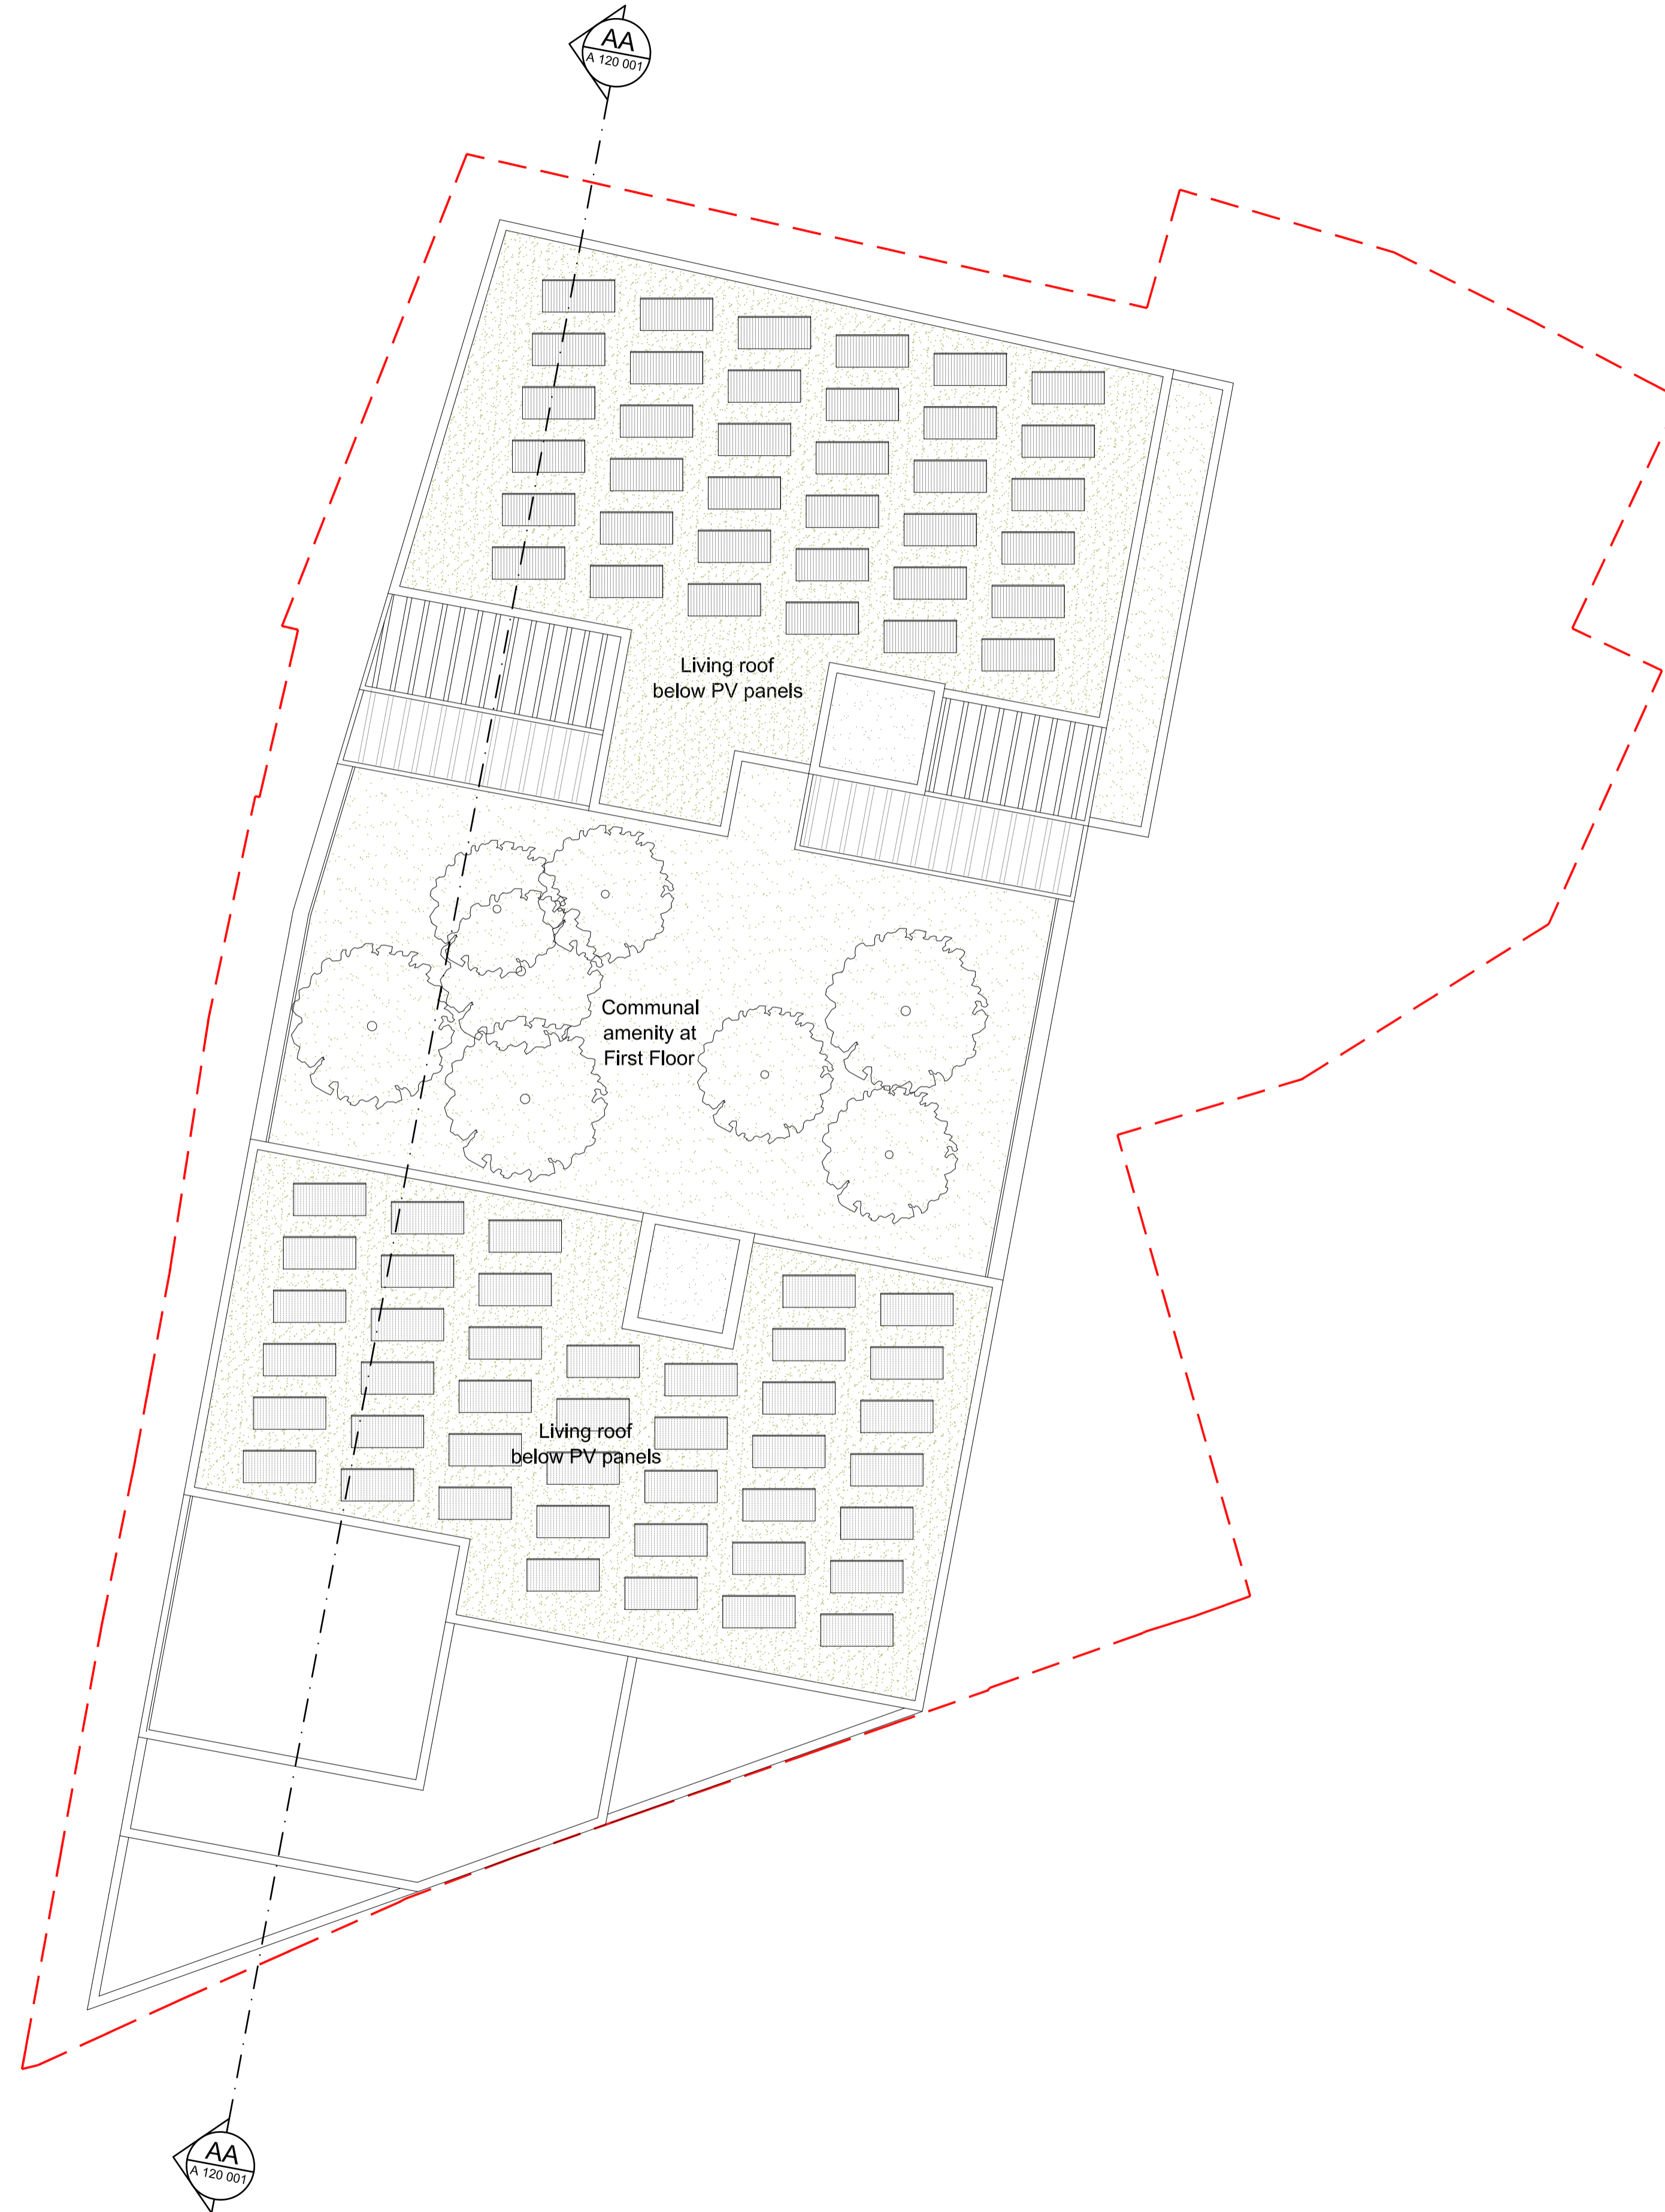 AA
A 120 001
Living roof
below PV panels
Communal
amenity at
First Floor
Living roof
below PV panels
AA
A 120 001